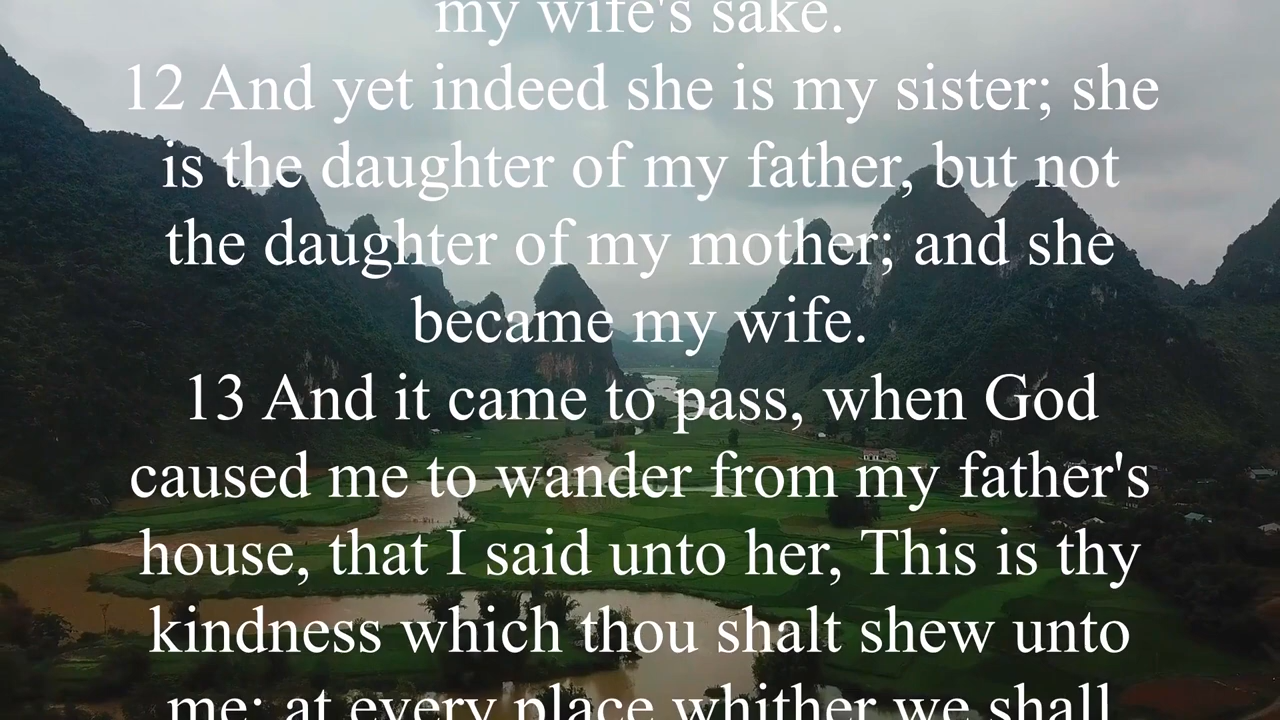 my wife's sake.
12 And yet indeed she is my sister; she
is the daughter of my father, but not
the daughter of my mother; and she
became my wife.
13 And it came to pass, when God
caused me to wander from my father's
house, that I said unto her, This is thy
kindness which thou shalt shew unto
me; at every place whither we shall